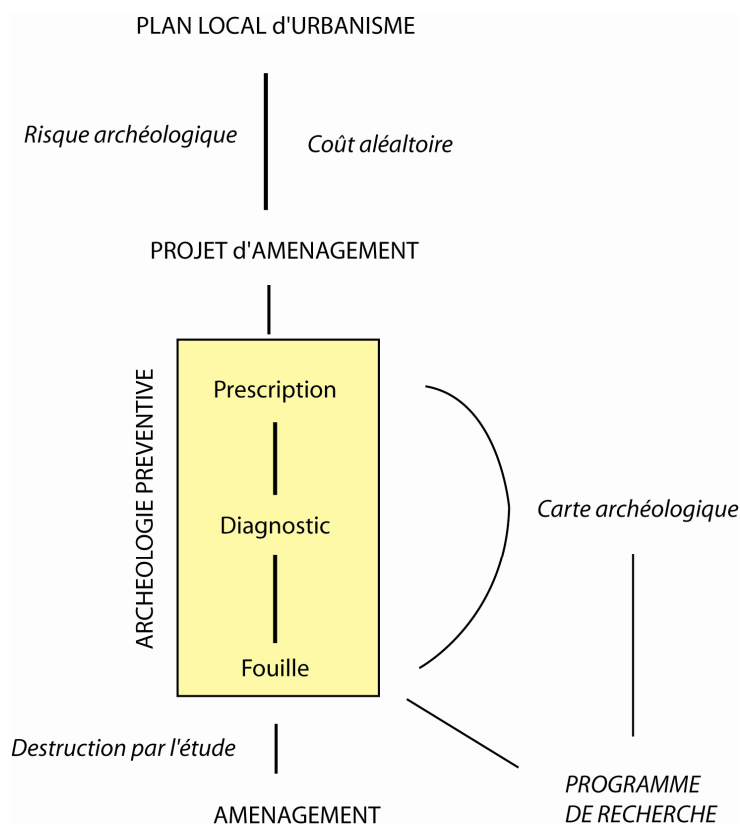 PLAN LOCAL d'URBANISME
Risque archéologique
Coût aléaltoire
PROJET d'AMENAGEMENT
ARCHEOLOGIE PREVENTIVE
Prescription
Diagnostic
Fouille
Carte archéologique
Destruction par l'étude
AMENAGEMENT
PROGRAMME
DE RECHERCHE